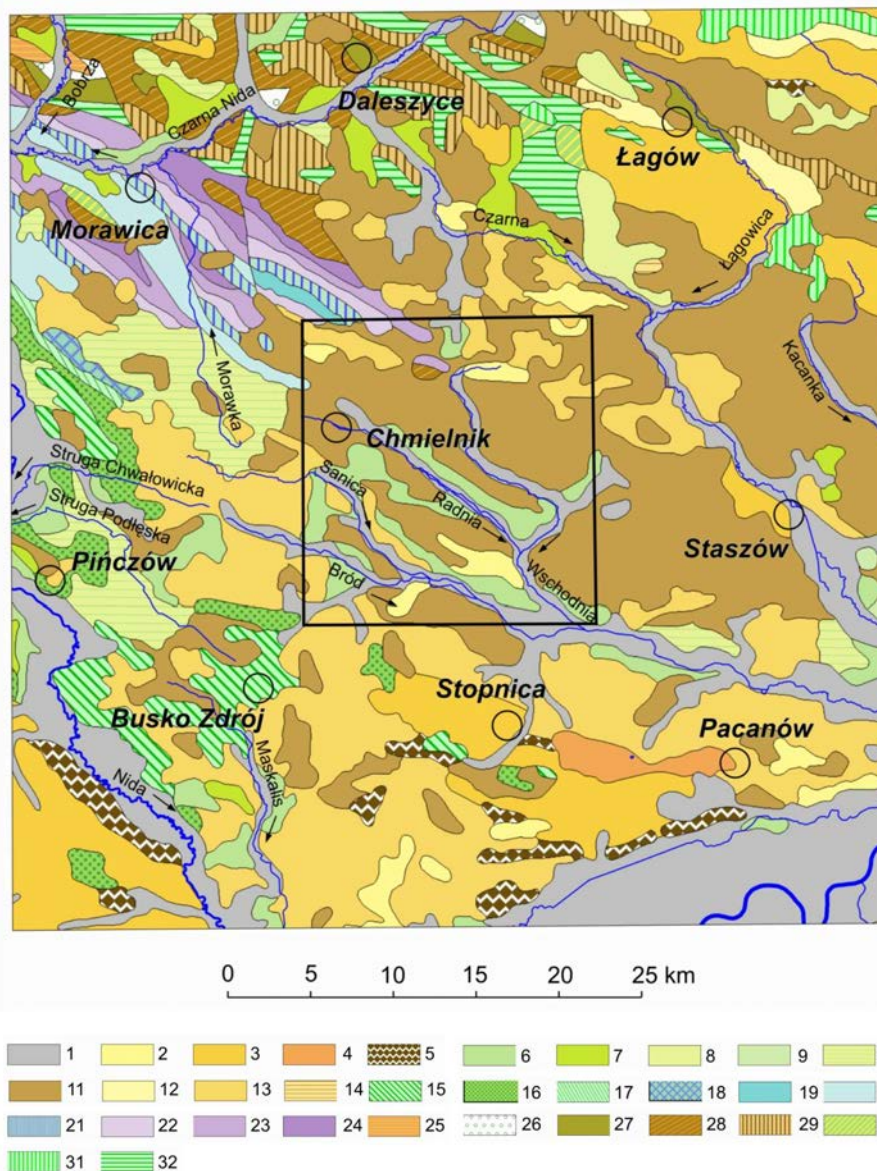 Bobrza
Czarna Nida
Daleszyce
Łagów
Morawica
Czarna
Łagowica
Kacanka
Morawka
Chmielnik
Struga Chwałowicka
Sanica
Struga Podłęska
Radnia
Pińczów
Staszów
Bród
Wschodnia
Stopnica
Busko Zdrój
Pacanów
Maskalis
Nida
0 5 10 15 20 25 km
1 2 3 4 5 6 7 8 9
11 12 13 14 15 16 17 18 19
21 22 23 24 25 26 27 28 29
31 32